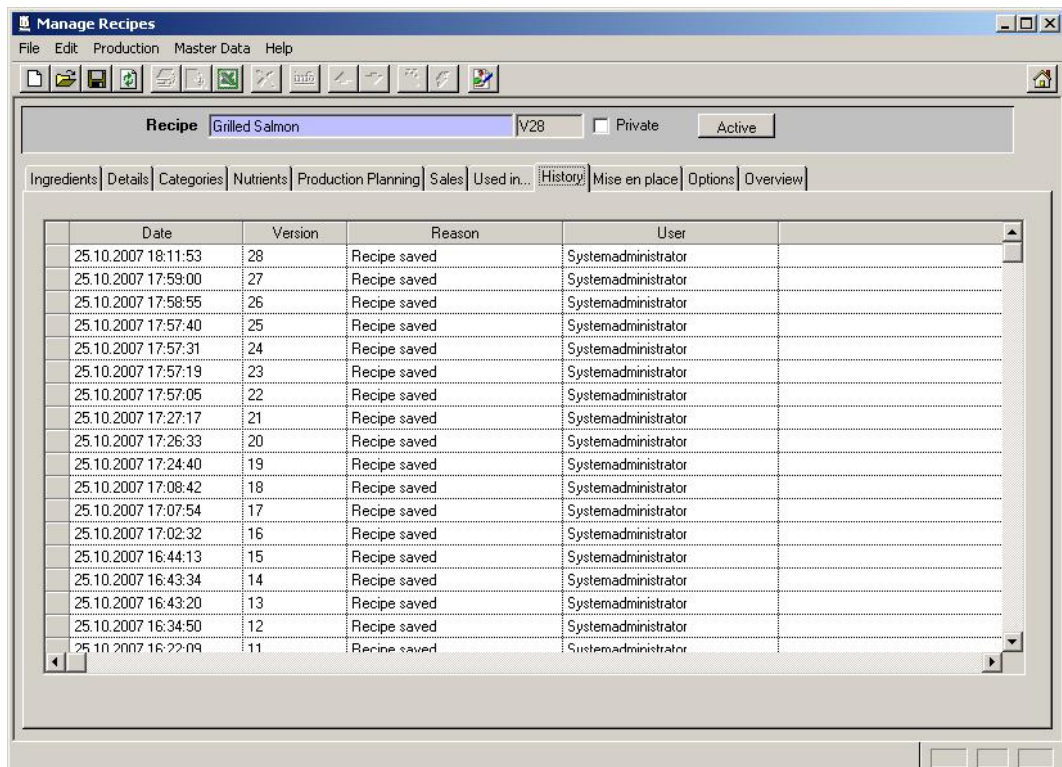 Manage Recipes
File Edit Production Master Data Help
info
Recipe Grilled Salmon V28 Private Active
Ingredients Details Categories Nutrients Production Planning Sales Used in... History Mise en place Options Overview
Date Version Reason User
25.10.2007 18:11:53 28 Recipe saved Systemadministrator
25.10.2007 17:59:00 27 Recipe saved Systemadministrator
25.10.2007 17:58:55 26 Recipe saved Systemadministrator
25.10.2007 17:57:40 25 Recipe saved Systemadministrator
25.10.2007 17:57:31 24 Recipe saved Systemadministrator
25.10.2007 17:57:19 23 Recipe saved Systemadministrator
25.10.2007 17:57:05 22 Recipe saved Systemadministrator
25.10.2007 17:27:17 21 Recipe saved Systemadministrator
25.10.2007 17:26:33 20 Recipe saved Systemadministrator
25.10.2007 17:24:40 19 Recipe saved Systemadministrator
25.10.2007 17:08:42 18 Recipe saved Systemadministrator
25.10.2007 17:07:54 17 Recipe saved Systemadministrator
25.10.2007 17:02:32 16 Recipe saved Systemadministrator
25.10.2007 16:44:13 15 Recipe saved Systemadministrator
25.10.2007 16:43:34 14 Recipe saved Systemadministrator
25.10.2007 16:43:20 13 Recipe saved Systemadministrator
25.10.2007 16:34:50 12 Recipe saved Systemadministrator
25.10.2007 16:22:09 11 Recipe saved Systemadministrator